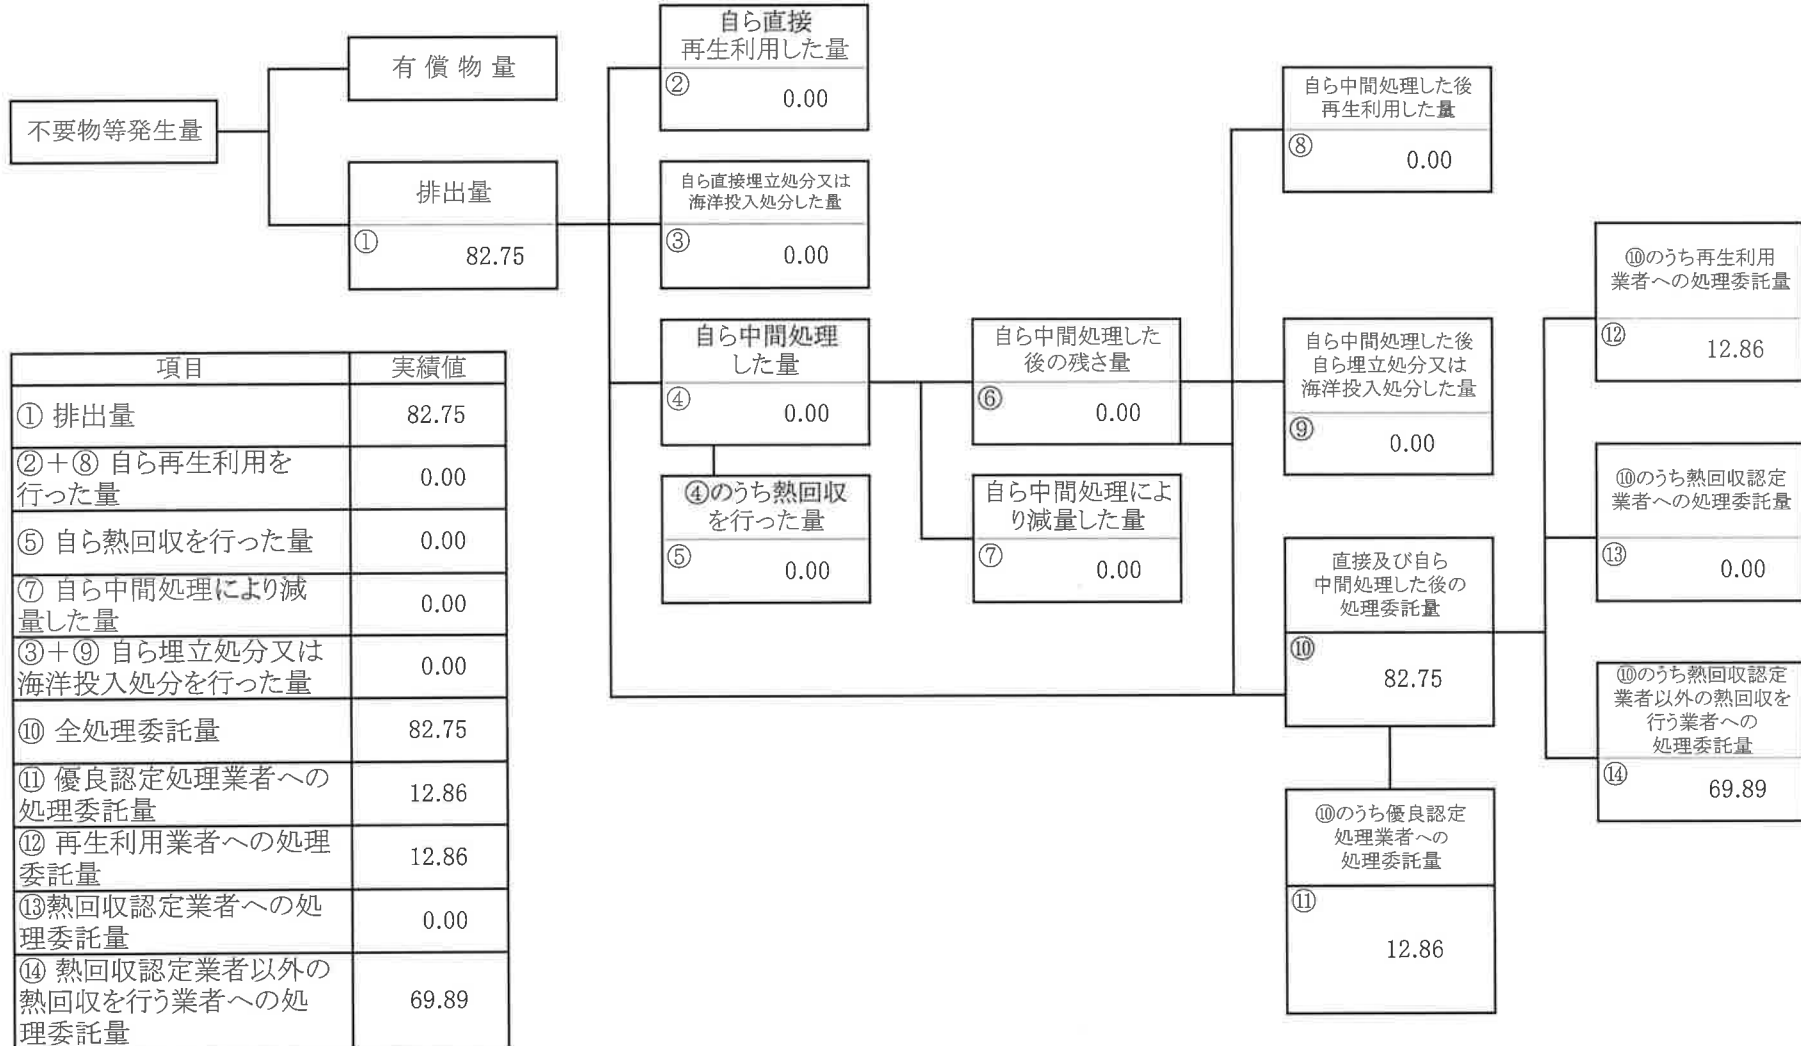 不要物等発生量
有償物量
排出量
①
82.75
自ら直接
再生利用した量
②
0.00
自ら直接埋立処分又は
海洋投入処分した量
③
0.00
自ら中間処理
した量
④
0.00
④のうち熱回収
を行った量
⑤
0.00
自ら中間処理した
後の残さ量
⑥
0.00
自ら中間処理によ
り減量した量
⑦
0.00
自ら中間処理した後
再生利用した量
⑧
0.00
自ら中間処理した後
自ら埋立処分又は
海洋投入処分した量
⑨
0.00
直接及び自ら
中間処理した後の
処理委託量
⑩
82.75
⑩のうち優良認定
処理業者への
処理委託量
⑪
12.86
⑩のうち再生利用
業者への処理委託量
⑫
12.86
⑩のうち熱回収認定
業者への処理委託量
⑬
0.00
⑩のうち熱回収認定
業者以外の熱回収を
行う業者への
処理委託量
⑭
69.89
項目 実績値
① 排出量 82.75
②+⑧ 自ら再生利用を
行った量 0.00
⑤ 自ら熱回収を行った量 0.00
⑦ 自ら中間処理により減
量した量 0.00
③+⑨ 自ら埋立処分又は
海洋投入処分を行った量 0.00
⑩ 全処理委託量 82.75
⑪ 優良認定処理業者への
処理委託量 12.86
⑫ 再生利用業者への処理
委託量 12.86
⑬熱回収認定業者への処
理委託量 0.00
⑭ 熱回収認定業者以外の
熱回収を行う業者への処
理委託量 69.89